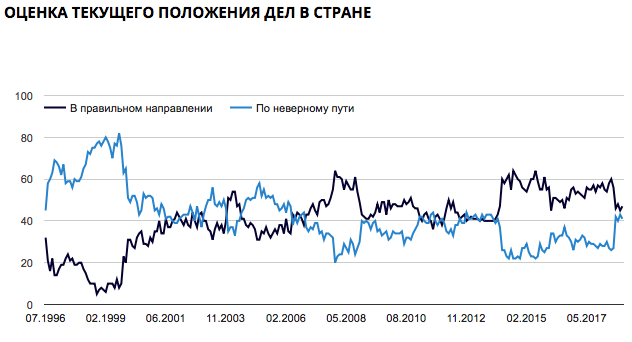 ОЦЕНКА ТЕКУЩЕГО ПОЛОЖЕНИЯ ДЕЛ В СТРАНЕ
100
В правильном направлении По неверному пути
80
60
40
20
0
07.1996 02.1999 06.2001 11.2003 02.2006 05.2008 08.2010 11.2012 02.2015 05.2017